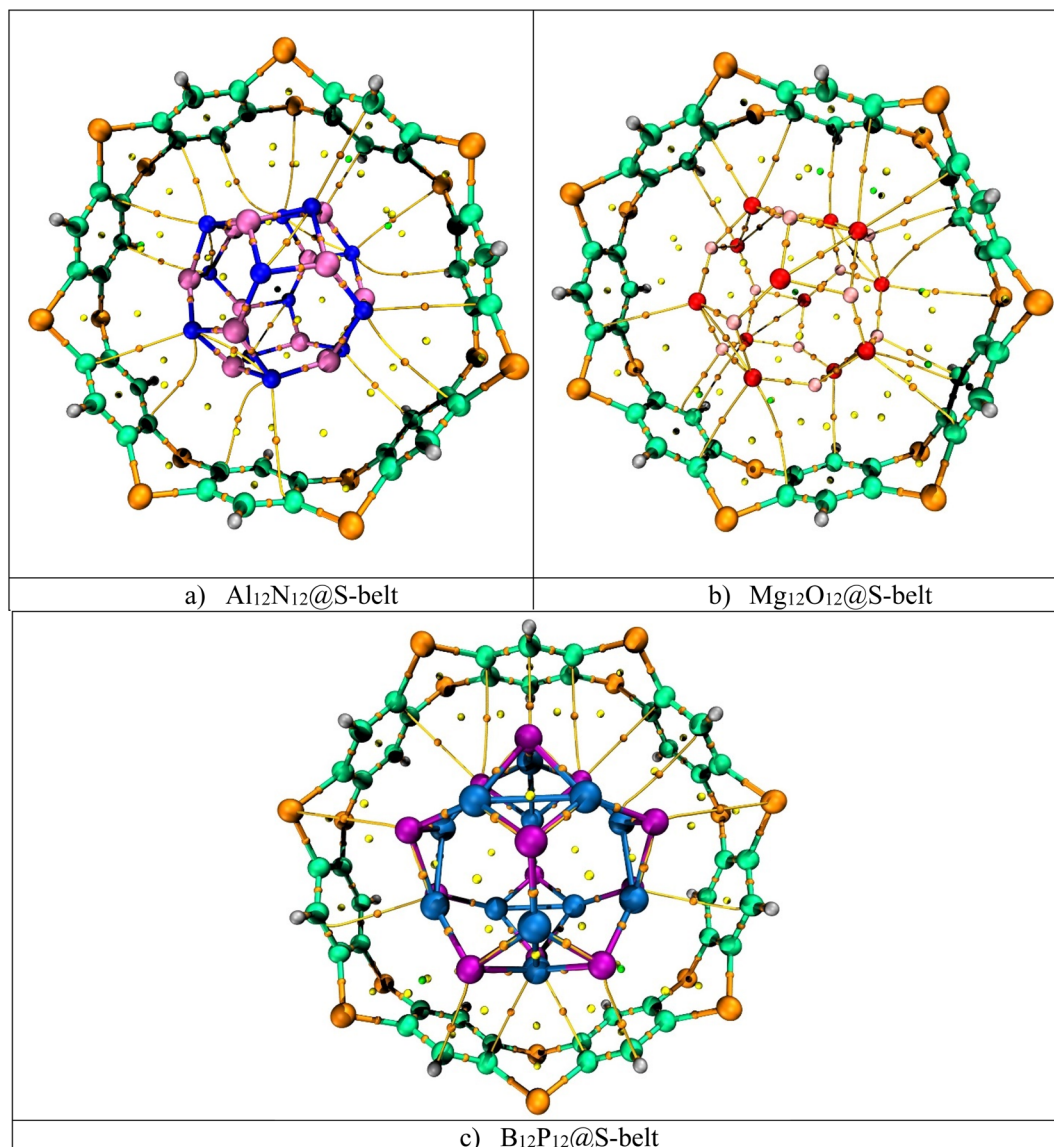 a) Al₁₂N₁₂@S-belt
b) Mg₁₂O₁₂@S-belt
c) B₁₂P₁₂@S-belt